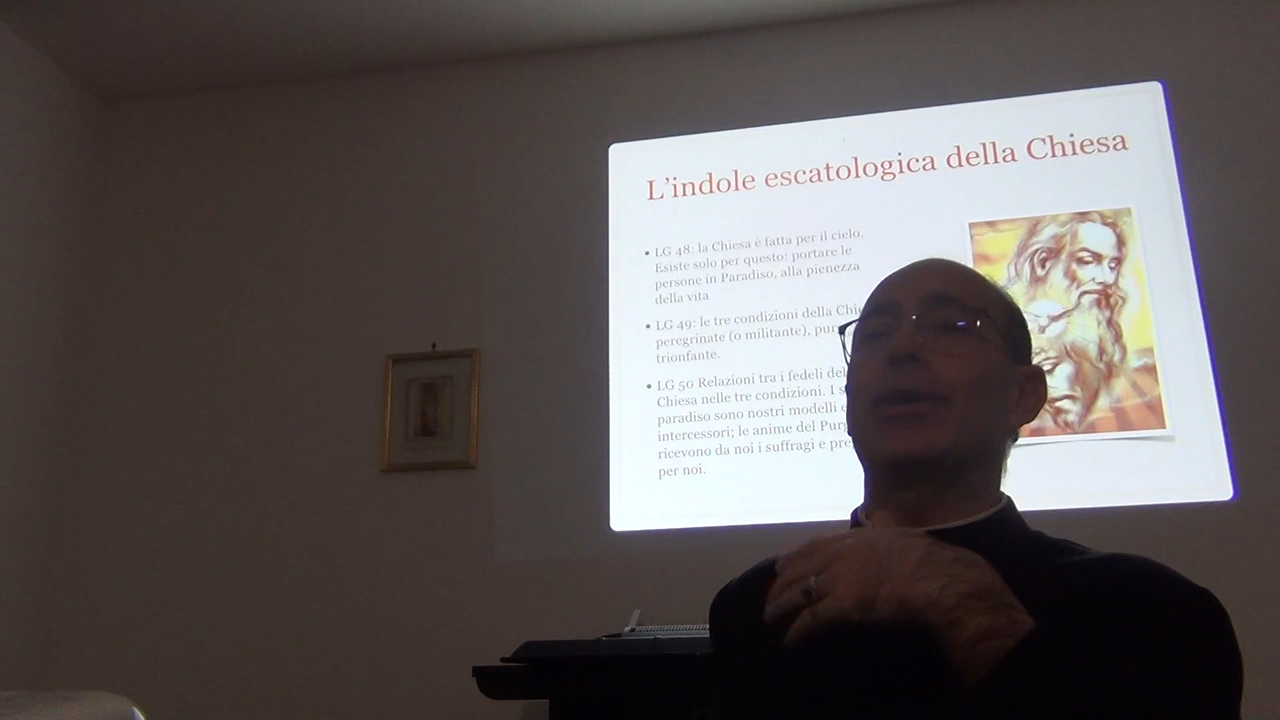 L'indole escatologica della Chiesa
• LG 48: la Chiesa è fatta per il cielo.
Esiste solo per questo: portare le
persone in Paradiso, alla pienezza
della vita
• LG 49: le tre condizioni della
peregrinate (o militante),
trionfante.
• LG 50 Relazioni tra i fedeli
Chiesa nelle tre condizioni. I
paradiso sono nostri modelli
intercessori; le anime del
ricevono da noi i suffragi e
per noi.